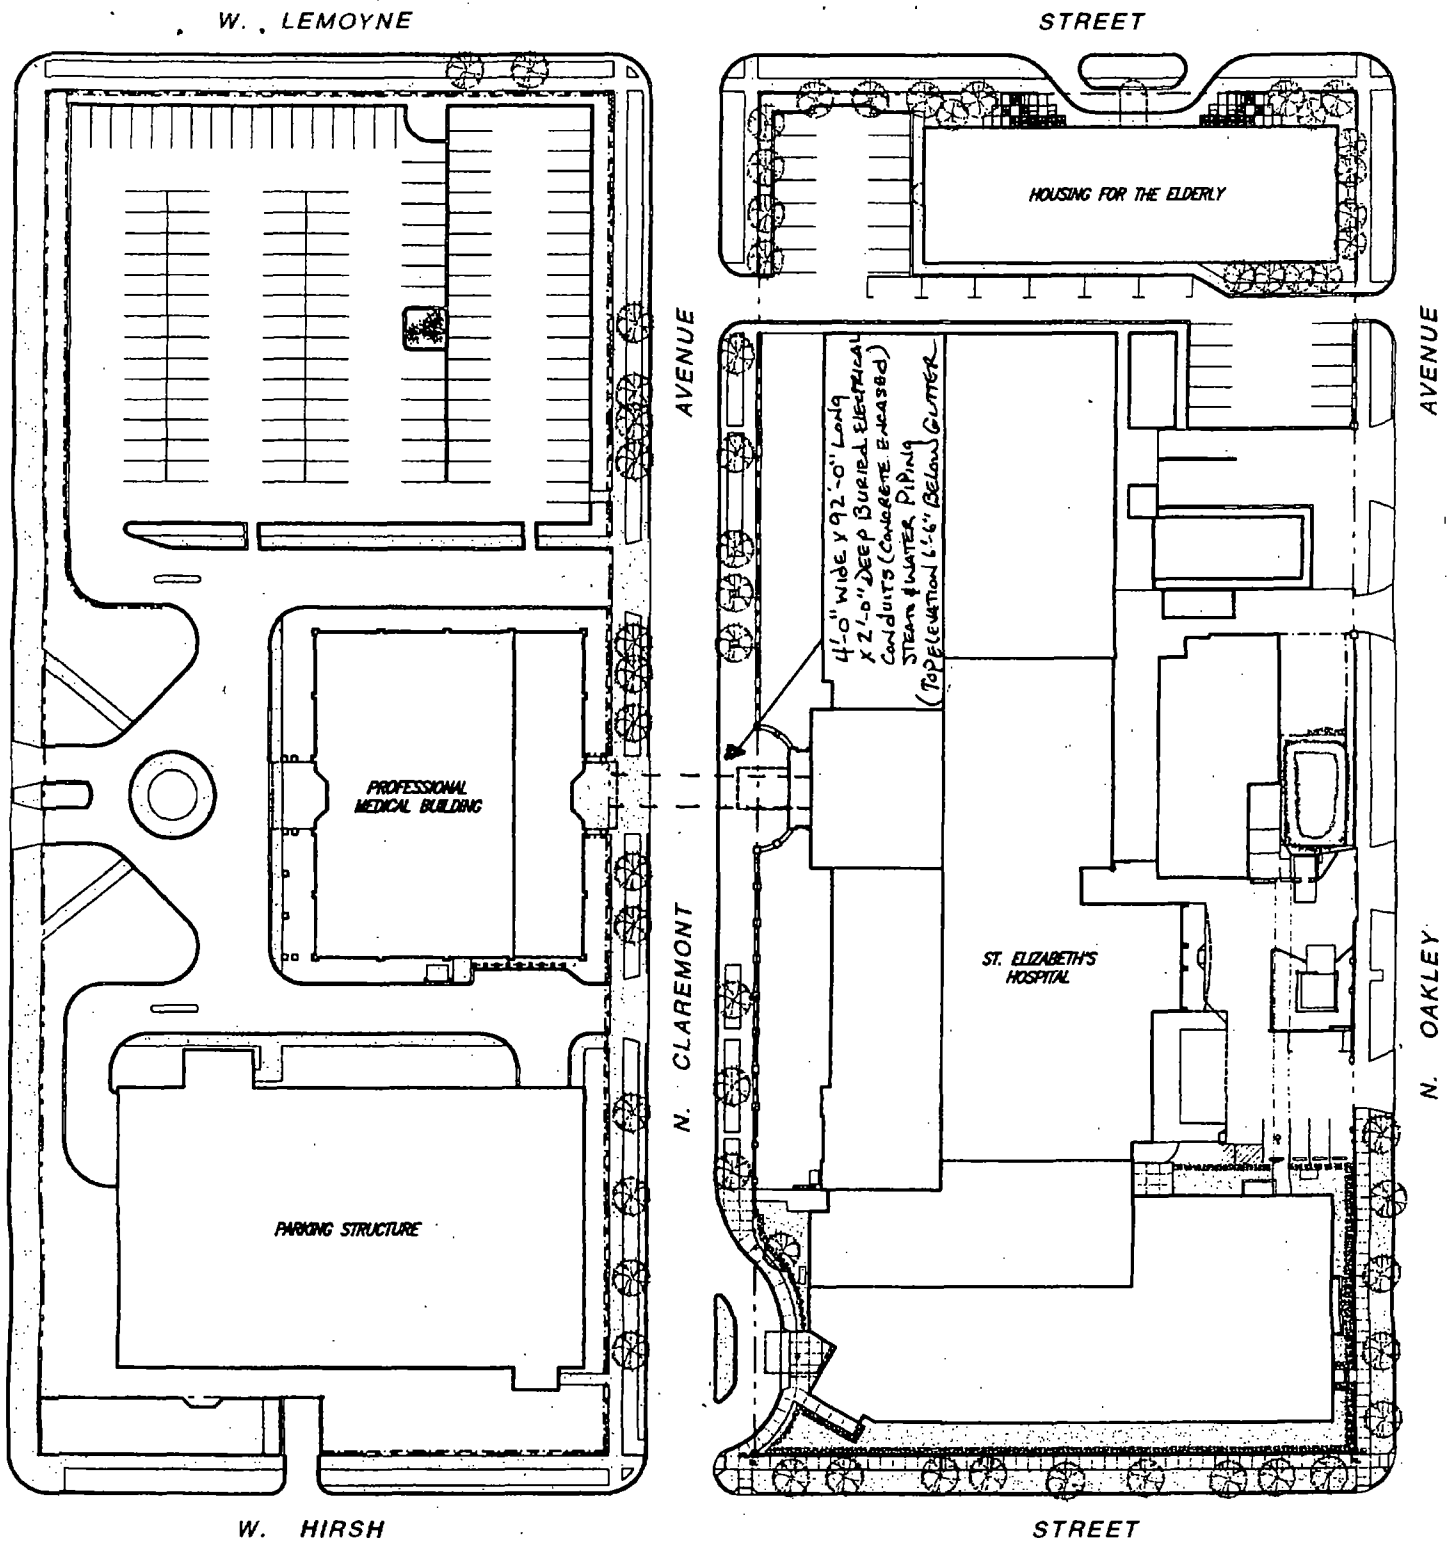 W. LEMOYNE
STREET
HOUSING FOR THE ELDERLY
AVENUE
AVENUE
4'-0" WIDE X 92'-0" LONG
X 2'-0" DEEP BURIED ELECTRICAL
CONDUITS (CONCRETE ENCASED)
STEAM & WATER PIPING
(TOP ELEVATION 6'-6" BELOW GUTTER
PROFESSIONAL
MEDICAL BUILDING
N. CLAREMONT
ST. ELIZABETH'S
HOSPITAL
N. OAKLEY
PARKING STRUCTURE
W. HIRSH
STREET